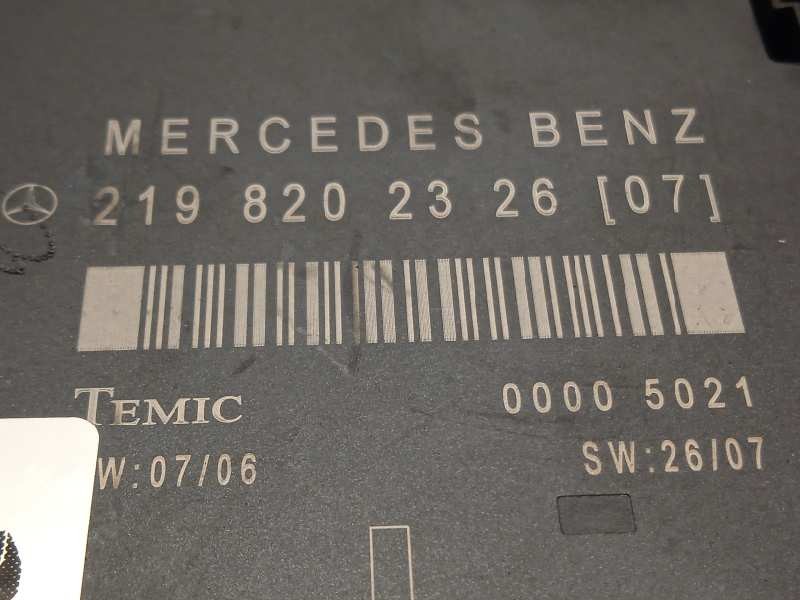 MERCEDES BENZ
219 820 23 26 [07]
TEMIC
0000 5021
W:07/06
SW:26/07